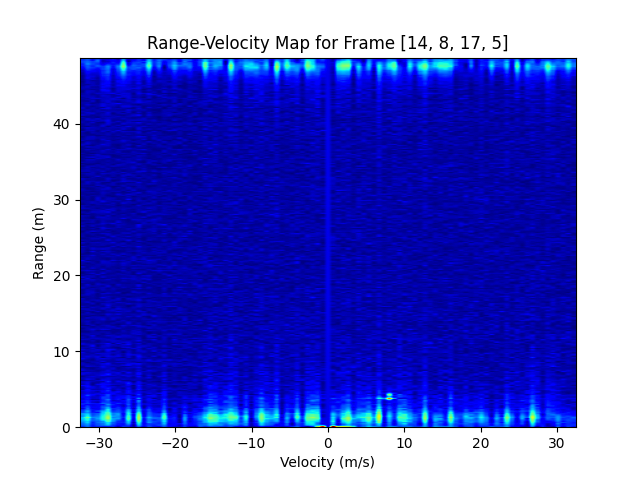 Range-Velocity Map for Frame [14, 8, 17, 5]
40
30
20
10
0
Range (m)
−30 −20 −10 0 10 20 30
Velocity (m/s)